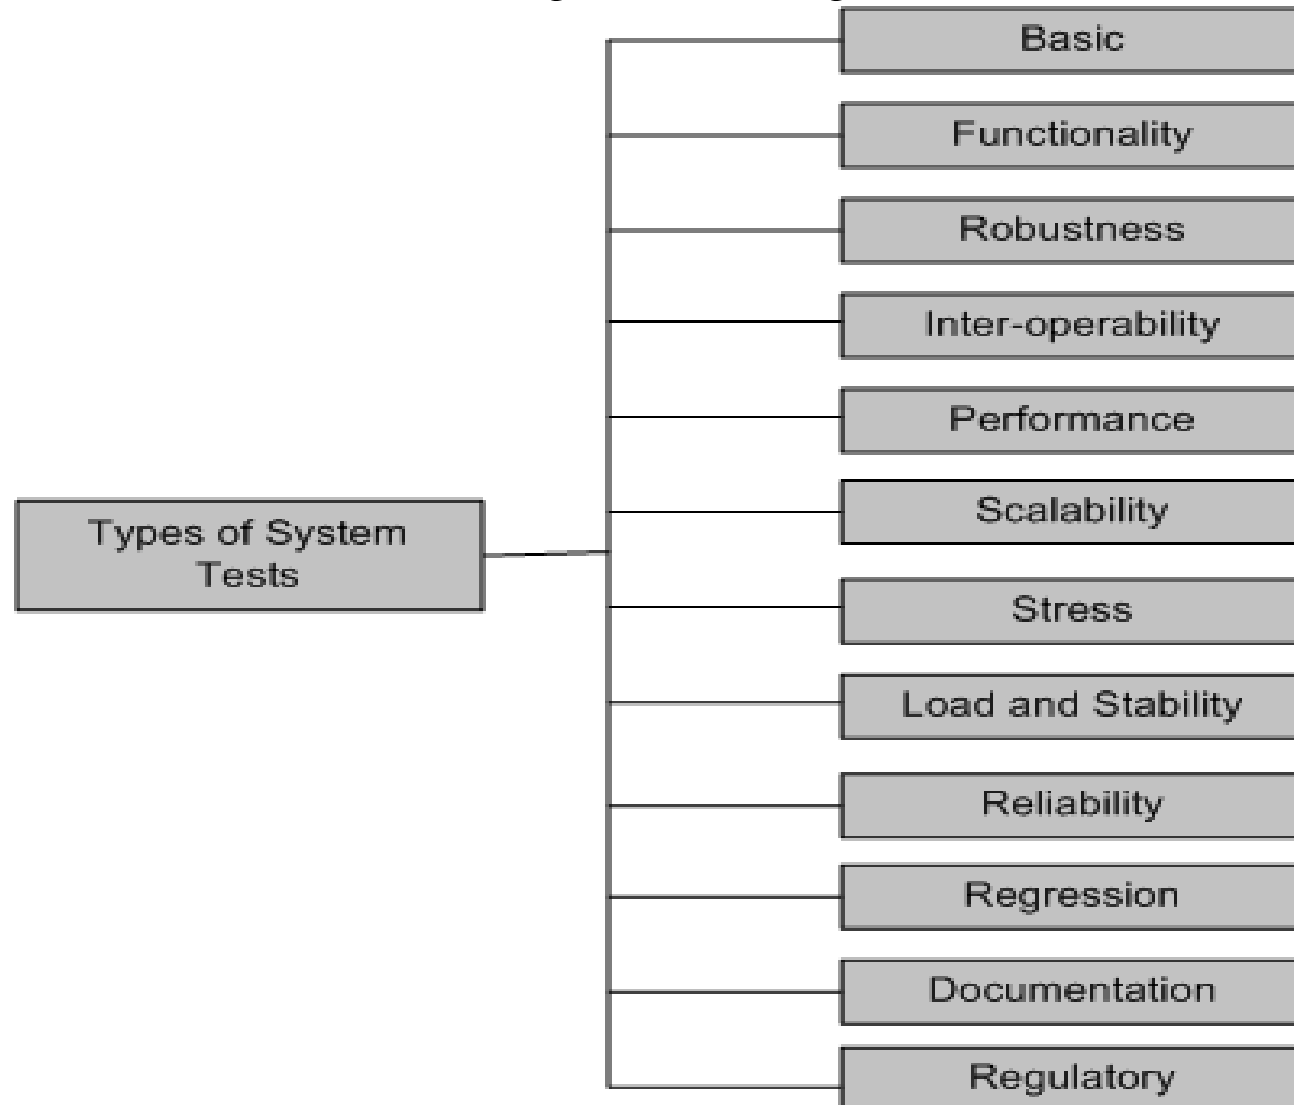 Basic
Functionality
Robustness
Inter-operability
Performance
Types of System
Tests
Scalability
Stress
Load and Stability
Reliability
Regression
Documentation
Regulatory